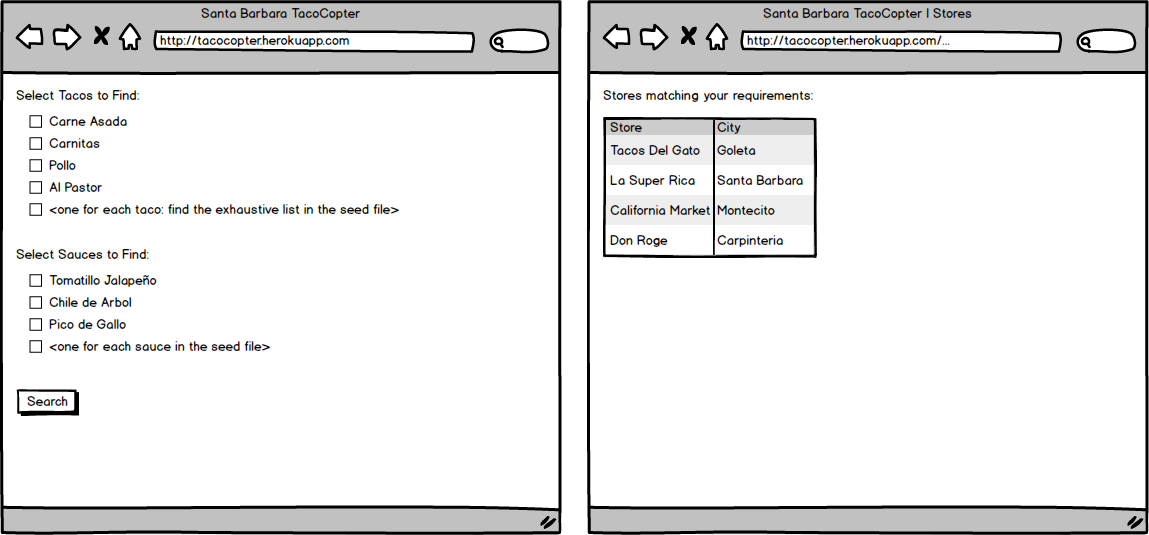 Santa Barbara TacoCopter
http://tacocopter.herokuapp.com
Select Tacos to Find:
Carne Asada
Carnitas
Pollo
Al Pastor
<one for each taco: find the exhaustive list in the seed file>
Select Sauces to Find:
Tomatillo Jalapeño
Chile de Arbol
Pico de Gallo
<one for each sauce in the seed file>
Search
Santa Barbara TacoCopter | Stores
http://tacocopter.herokuapp.com/...
Stores matching your requirements:
Store City
Tacos Del Gato Goleta
La Super Rica Santa Barbara
California Market Montecito
Don Roge Carpinteria